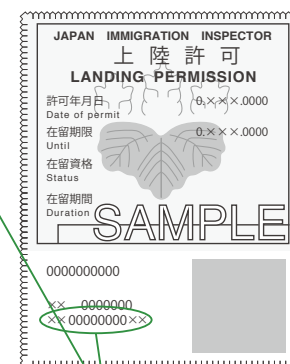 JAPAN IMMIGRATION INSPECTOR
上陸許可
LANDING PERMISSION
許可年月日 0.×××.0000
Date of permit
在留期限 0.×××.0000
Until
在留資格
Status
在留期間
Duration
SAMPLE
0000000000
×× 0000000
××00000000××